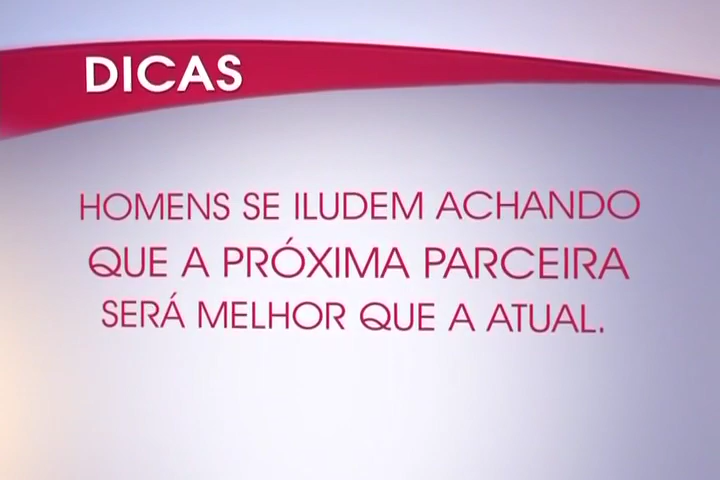 DICAS
HOMENS SE ILUDEM ACHANDO
QUE A PRÓXIMA PARCEIRA
SERÁ MELHOR QUE A ATUAL.